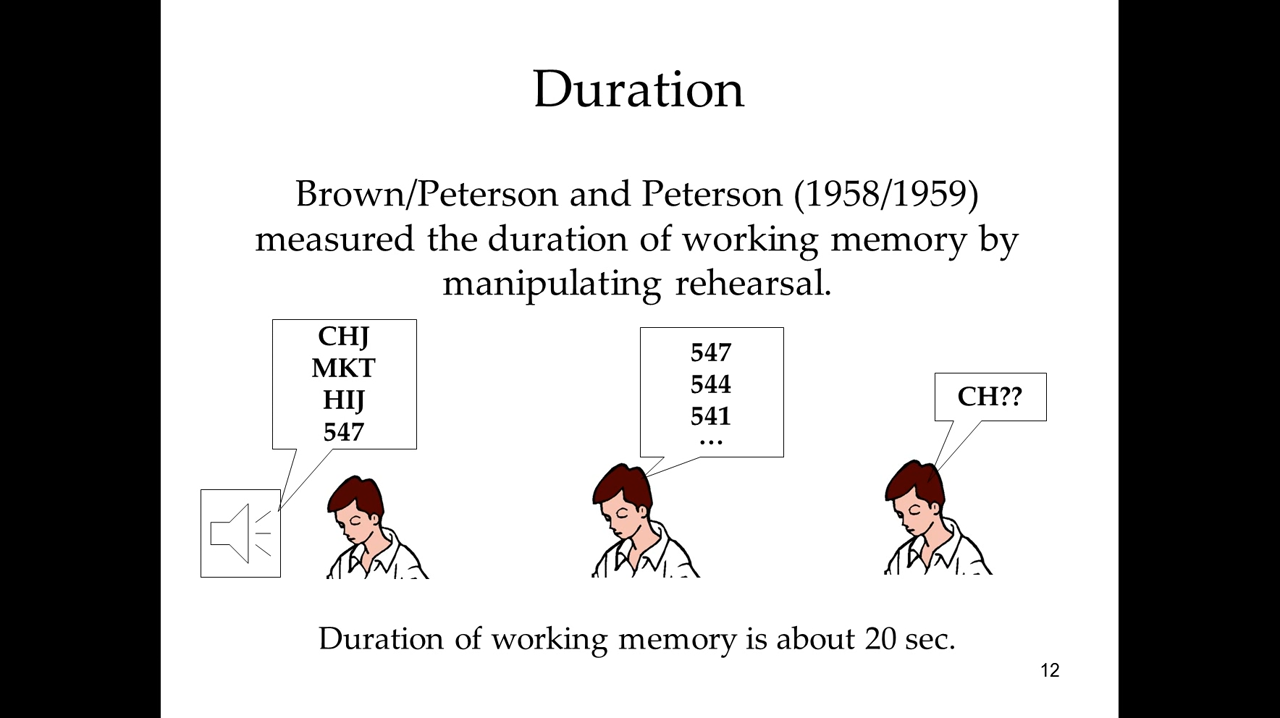 Duration
Brown/Peterson and Peterson (1958/1959)
measured the duration of working memory by
manipulating rehearsal.
CHJ
MKT
HIJ
547
547
544
541
…
CH??
Duration of working memory is about 20 sec.
12